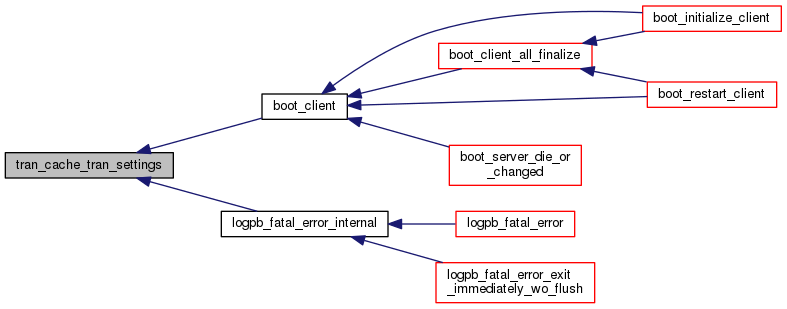 boot_initialize_client
boot_client_all_finalize
boot_restart_client
boot_client
boot_server_die_or
_changed
tran_cache_tran_settings
logpb_fatal_error_internal
logpb_fatal_error
logpb_fatal_error_exit
_immediately_wo_flush